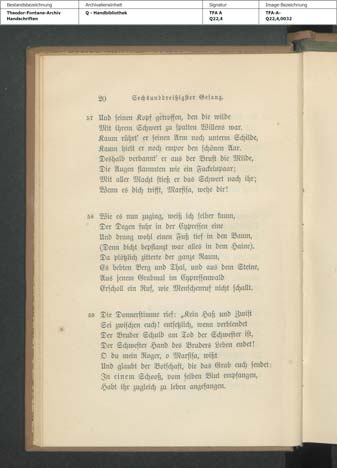 Bestandsbezeichnung
Archivalieneinheit
Signatur
Image-Bezeichnung
Theodor-Fontane-Archiv
Handschriften
Q - Handbibliothek
TFA A
Q22,4
TFA-A-
Q22,4,0032
20
Sechsunddreißigster Gesang.
57 Und seinen Kopf getroffen, den die wilde
Mit ihrem Schwert zu spalten Willens war.
Kaum rührt' er seinen Arm noch unterm Schilde,
Kaum hielt er noch empor den schönen Aar.
Deshalb verbannt' er aus der Brust die Milde,
Die Augen flammten wie ein Fackelnpaar;
Mit aller Macht stieß er das Schwert nach ihr;
Wenn es dich trifft, Marfisa, wehe dir!
58 Wie es nun zuging, weiß ich selber kaum,
Der Degen fuhr in der Cypressen eine
Und drang wohl einen Fuß tief in den Baum,
(Denn dicht bepflanzt war alles in dem Haine).
Da plötzlich zitterte der ganze Raum,
Es bebten Berg und Thal, und aus dem Steine,
Aus jenem Grabmal im Cypressenwald
Erscholl ein Ruf, wie Menschenruf nicht schallt.
59 Die Donnerstimme rief: „Kein Haß und Zwist
Sei zwischen euch! entsetzlich, wenn verblendet
Der Bruder Schuld am Tod der Schwester ist,
Der Schwester Hand des Bruders Leben endet!
O du mein Roger, o Marfisa, wißt
Und glaubt der Botschaft, die das Grab euch sendet:
In einem Schooß, vom selben Blut empfangen,
Habt ihr zugleich zu leben angefangen.